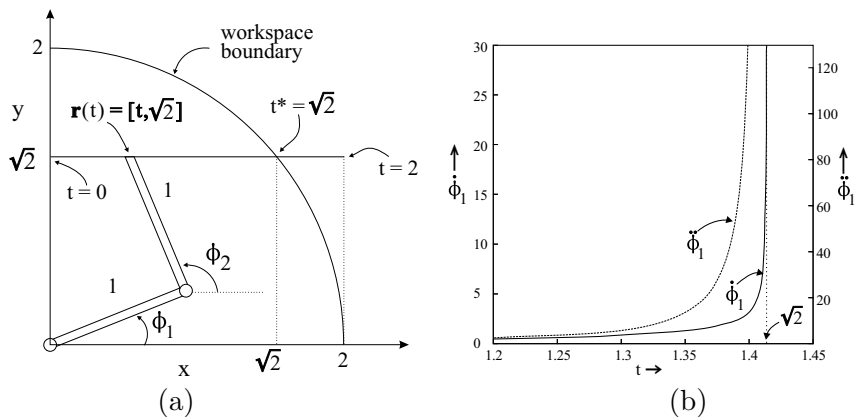 2
y
√2
t = 0
r(t) = [t,√2]
workspace
boundary
t* = √2
t = 2
1
1
ϕ2
ϕ1
√2
2
x
(a)
30
25
20
15
10
5
0
ϕ̇1
120
100
80
60
40
20
ϕ̈1
ϕ̈1
ϕ̇1
√2
1.2
1.25
1.3
1.35
1.4
1.45
t →
(b)